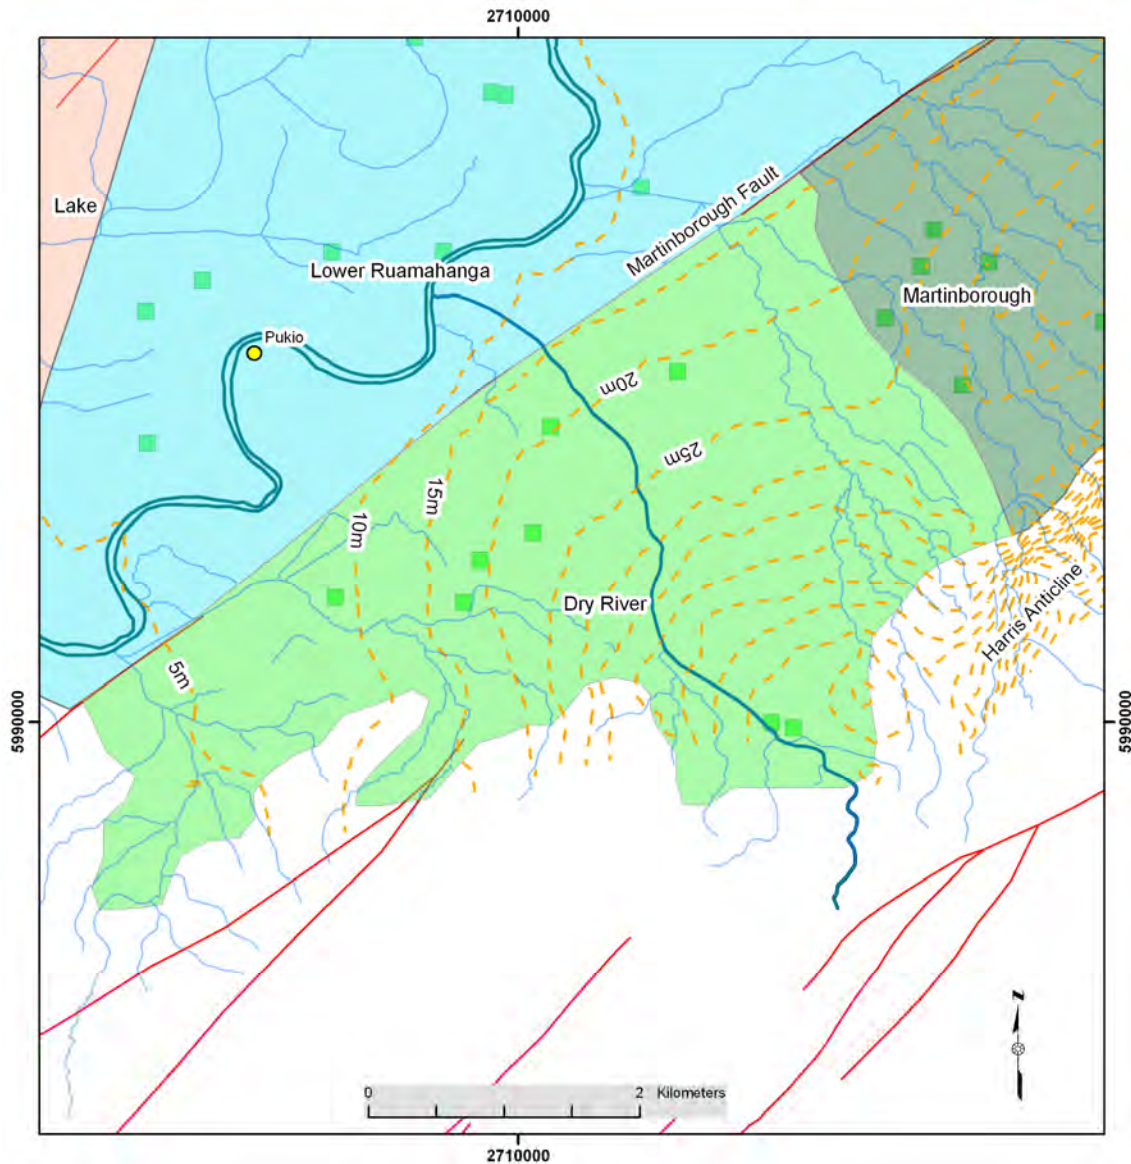 2710000
Lake
Martinborough Fault
Lower Ruamahanga
Martinborough
Pukio
20m
25m
15m
10m
Dry River
Harris Anticline
5m
5990000
5990000
N
0 2 Kilometers
2710000